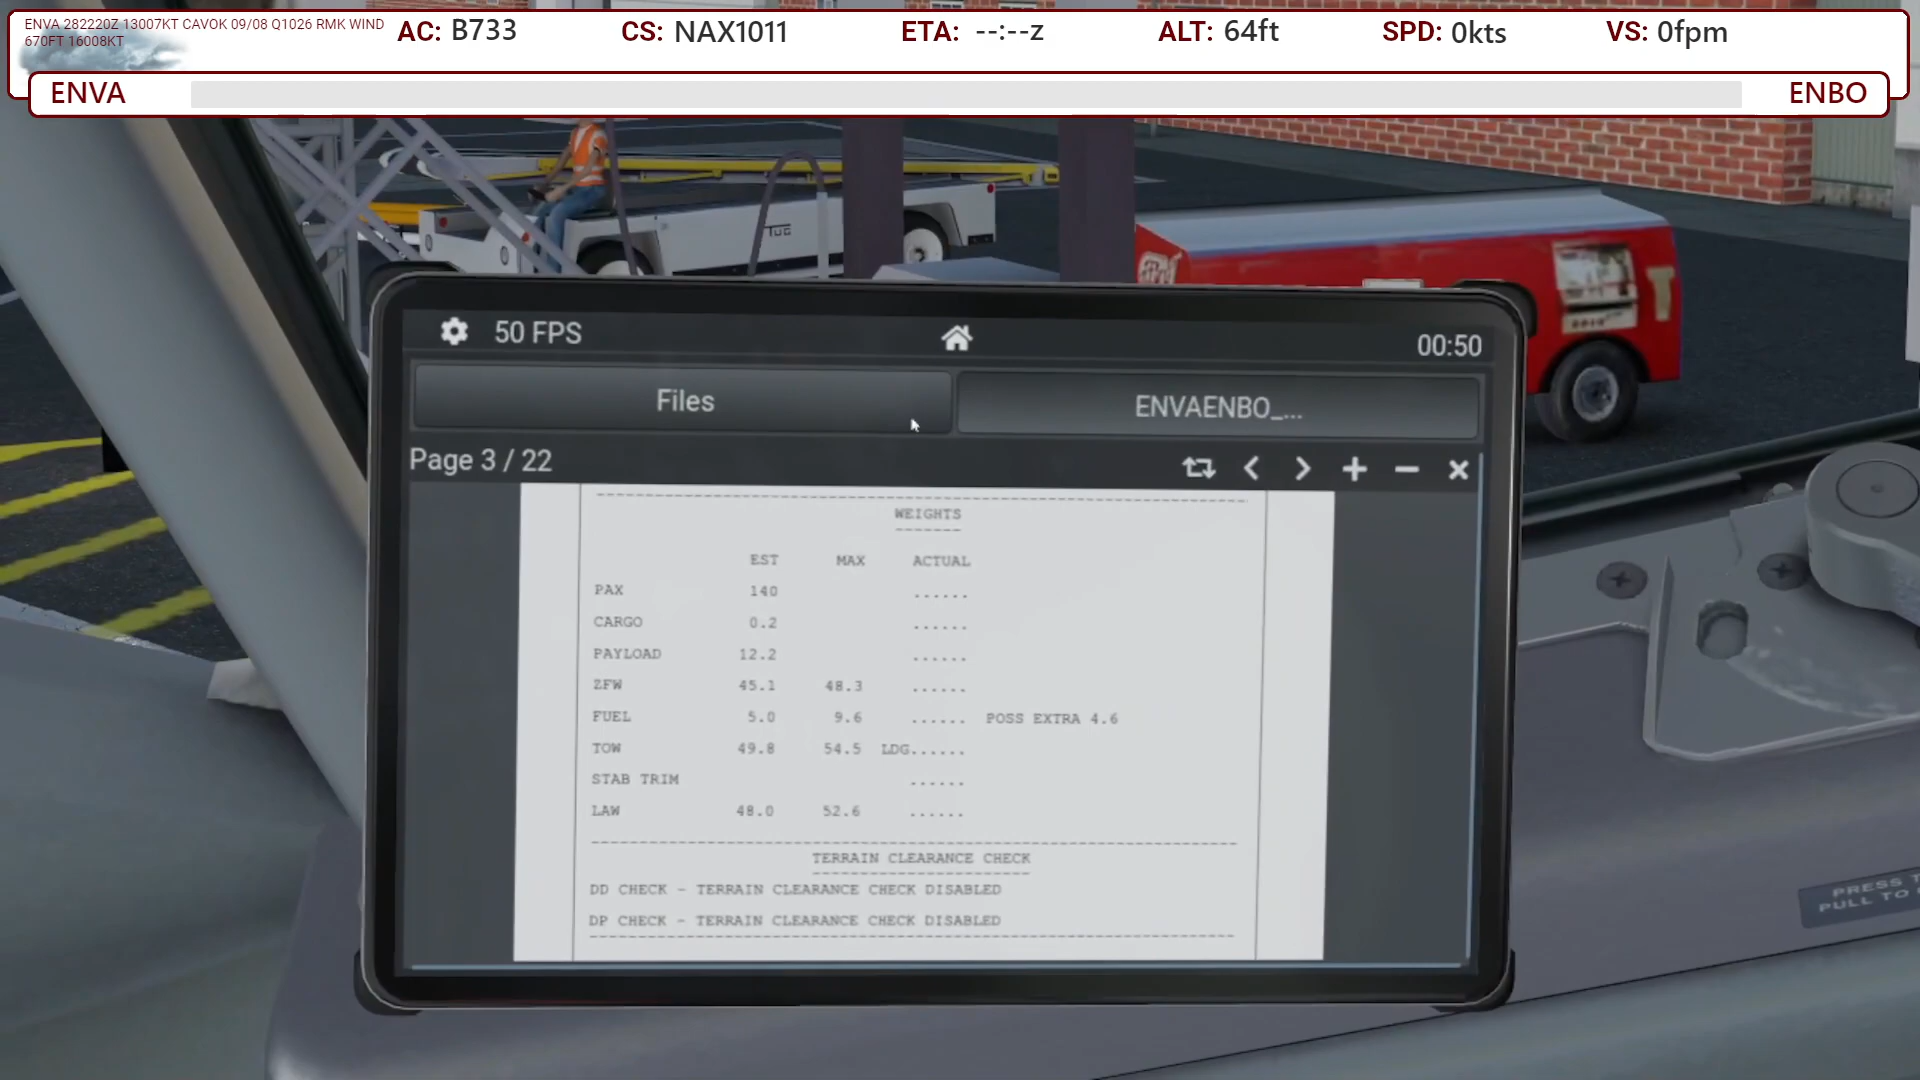 ENVA 282220Z 13007KT CAVOK 09/08 Q1026 RMK WIND
670FT 16008KT
AC: B733 CS: NAX1011 ETA: --:--z ALT: 64ft SPD: 0kts VS: 0fpm
ENVA ENBO
TUG
50 FPS 00:50
Files ENVAENBO_...
Page 3 / 22
WEIGHTS
EST MAX ACTUAL
PAX 140 ......
CARGO 0.2 ......
PAYLOAD 12.2 ......
ZFW 45.1 48.3 ......
FUEL 5.0 9.6 ...... POSS EXTRA 4.6
TOW 49.8 54.5 LDG......
STAB TRIM ......
LAW 48.0 52.6 ......
TERRAIN CLEARANCE CHECK
DD CHECK - TERRAIN CLEARANCE CHECK DISABLED
DP CHECK - TERRAIN CLEARANCE CHECK DISABLED
PRESS
PULL TO